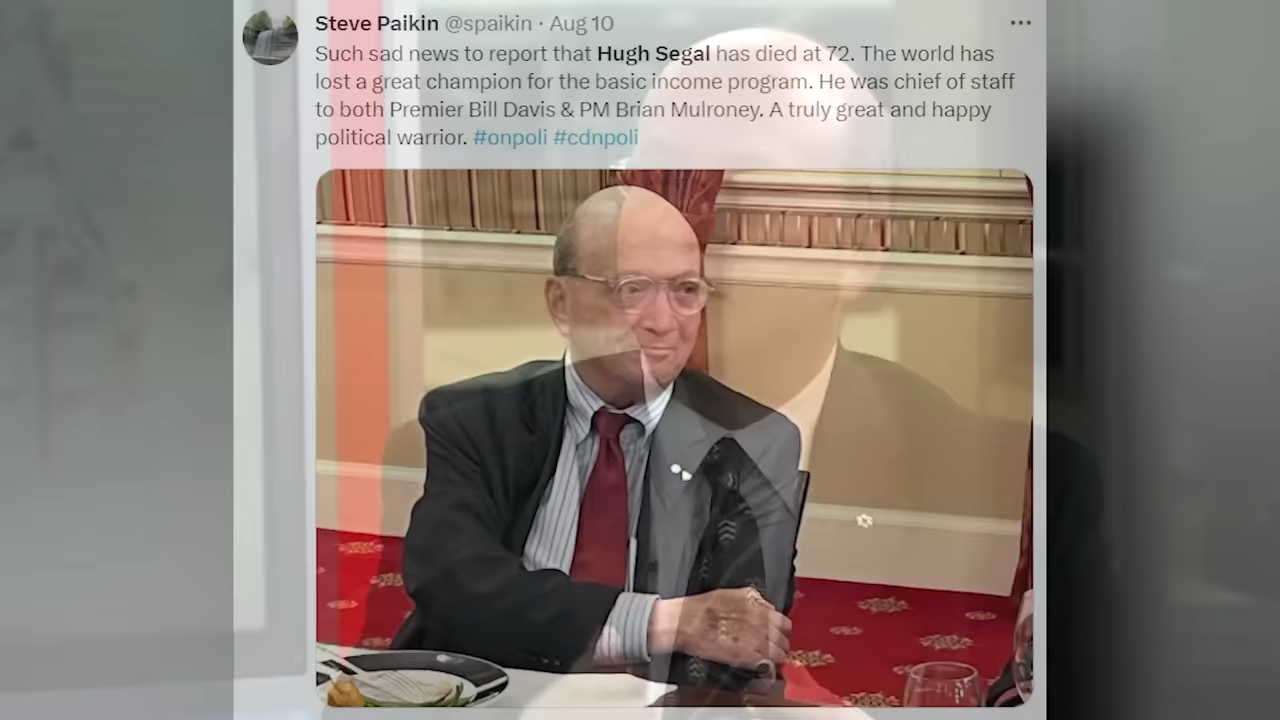 Steve Paikin @spaikin · Aug 10
Such sad news to report that Hugh Segal has died at 72. The world has
lost a great champion for the basic income program. He was chief of staff
to both Premier Bill Davis & PM Brian Mulroney. A truly great and happy
political warrior. #onpoli #cdnpoli